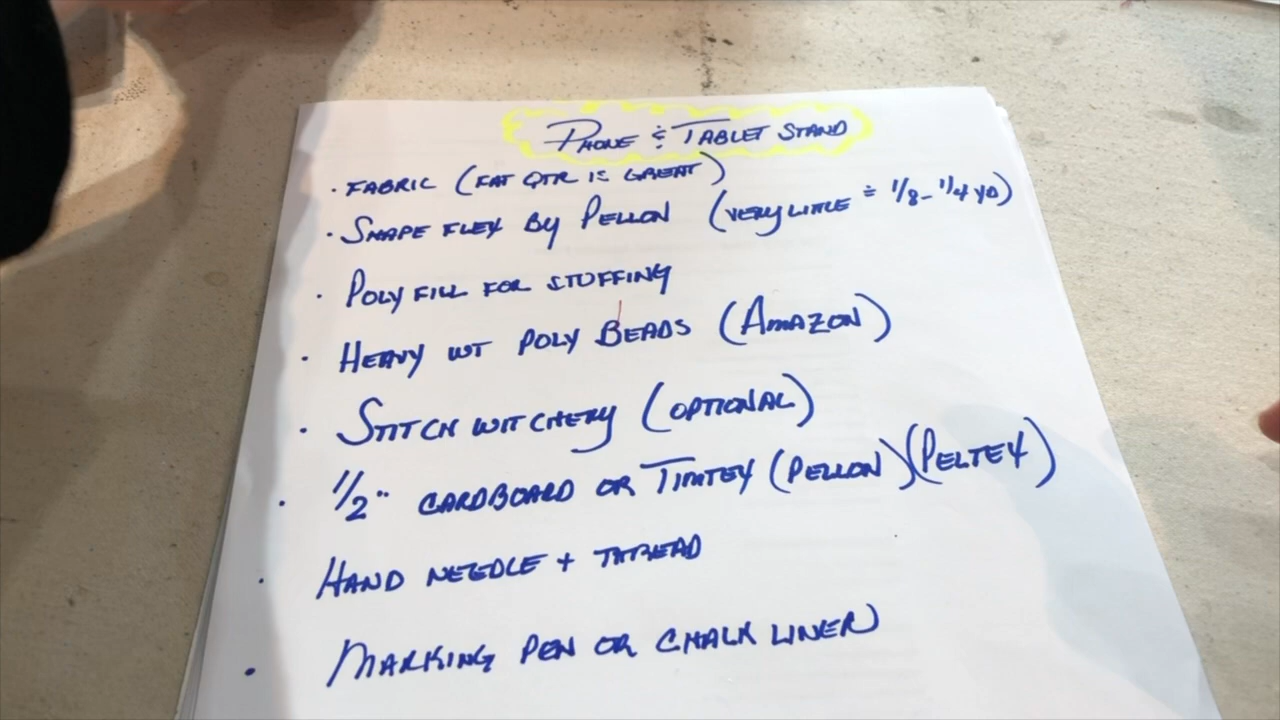 PHONE & TABLET STAND
· FABRIC (FAT QTR IS GREAT)
· SHAPE FLEX BY PELLON (VERY LITTLE = 1/8 - 1/4 YD)
· POLY FILL FOR STUFFING
· HEAVY WT POLY BEADS (AMAZON)
· STITCH WITCHERY (OPTIONAL)
· 1/2" CARDBOARD OR TIMTEX (PELLON) (PELTEX)
· HAND NEEDLE + THREAD
· MARKING PEN OR CHALK LINER